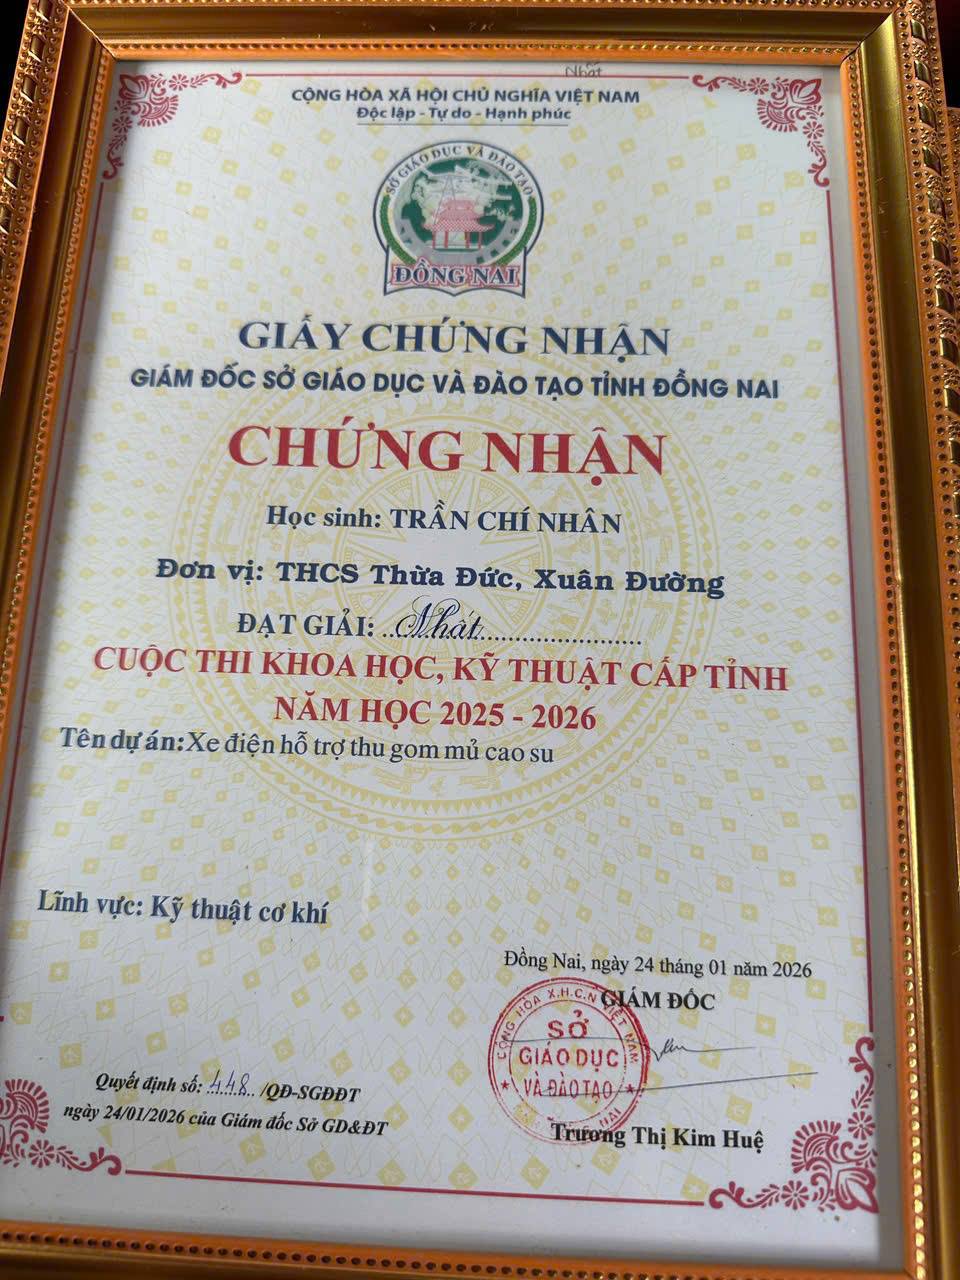 Nhất
CỘNG HÒA XÃ HỘI CHỦ NGHĨA VIỆT NAM
Độc lập - Tự do - Hạnh phúc
SỞ GIÁO DỤC VÀ ĐÀO TẠO
ĐỒNG NAI
GIẤY CHỨNG NHẬN
GIÁM ĐỐC SỞ GIÁO DỤC VÀ ĐÀO TẠO TỈNH ĐỒNG NAI
CHỨNG NHẬN
Học sinh: TRẦN CHÍ NHÂN
Đơn vị: THCS Thừa Đức, Xuân Đường
ĐẠT GIẢI: ..Nhất........................
CUỘC THI KHOA HỌC, KỸ THUẬT CẤP TỈNH
NĂM HỌC 2025 - 2026
Tên dự án:Xe điện hỗ trợ thu gom mủ cao su
Lĩnh vực: Kỹ thuật cơ khí
Đồng Nai, ngày 24 tháng 01 năm 2026
GIÁM ĐỐC
CỘNG HÒA X.H.C.N VIỆT NAM
SỞ
GIÁO DỤC
VÀ ĐÀO TẠO
Trương Thị Kim Huệ
Quyết định số: 448 /QĐ-SGDĐT
ngày 24/01/2026 của Giám đốc Sở GD&ĐT